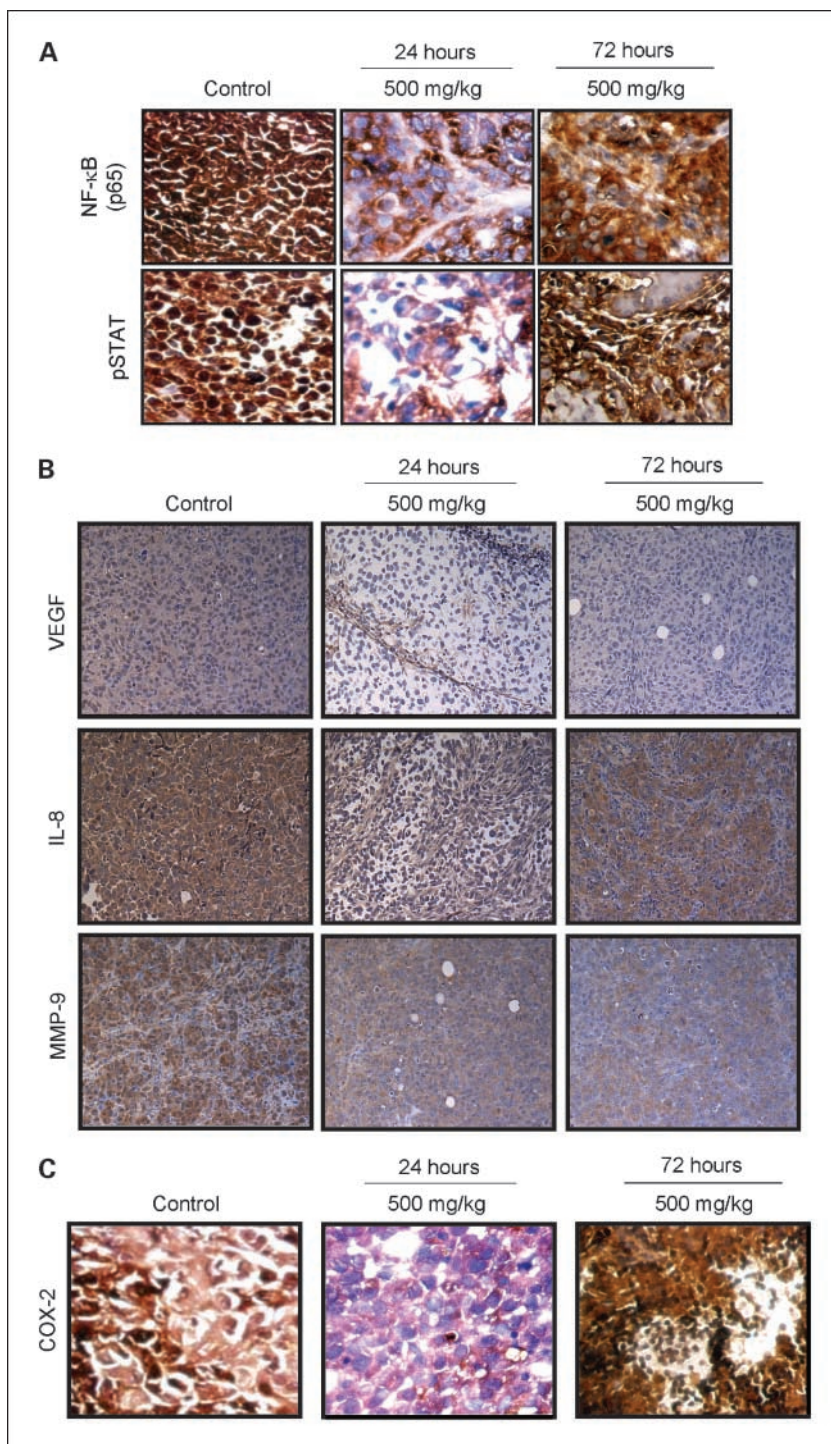 A
24 hours
72 hours
Control
500 mg/kg
500 mg/kg
NF-κB
(p65)
pSTAT
B
24 hours
72 hours
Control
500 mg/kg
500 mg/kg
VEGF
IL-8
MMP-9
C
24 hours
72 hours
Control
500 mg/kg
500 mg/kg
COX-2